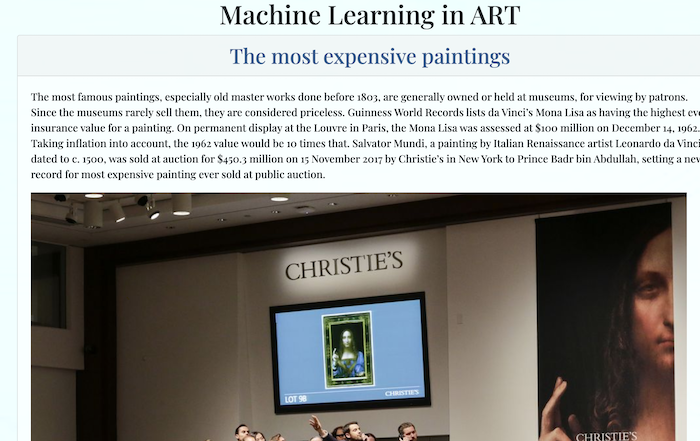 Machine Learning in ART
The most expensive paintings
The most famous paintings, especially old master works done before 1803, are generally owned or held at museums, for viewing by patrons.
Since the museums rarely sell them, they are considered priceless. Guinness World Records lists da Vinci's Mona Lisa as having the highest
insurance value for a painting. On permanent display at the Louvre in Paris, the Mona Lisa was assessed at $100 million on December 14, 1962.
Taking inflation into account, the 1962 value would be 10 times that. Salvator Mundi, a painting by Italian Renaissance artist Leonardo da
dated to c. 1500, was sold at auction for $450.3 million on 15 November 2017 by Christie's in New York to Prince Badr bin Abdullah, setting a
record for most expensive painting ever sold at public auction.
CHRISTIE'S
LOT 9B
CHRISTIE'S
CHRISTIE'S